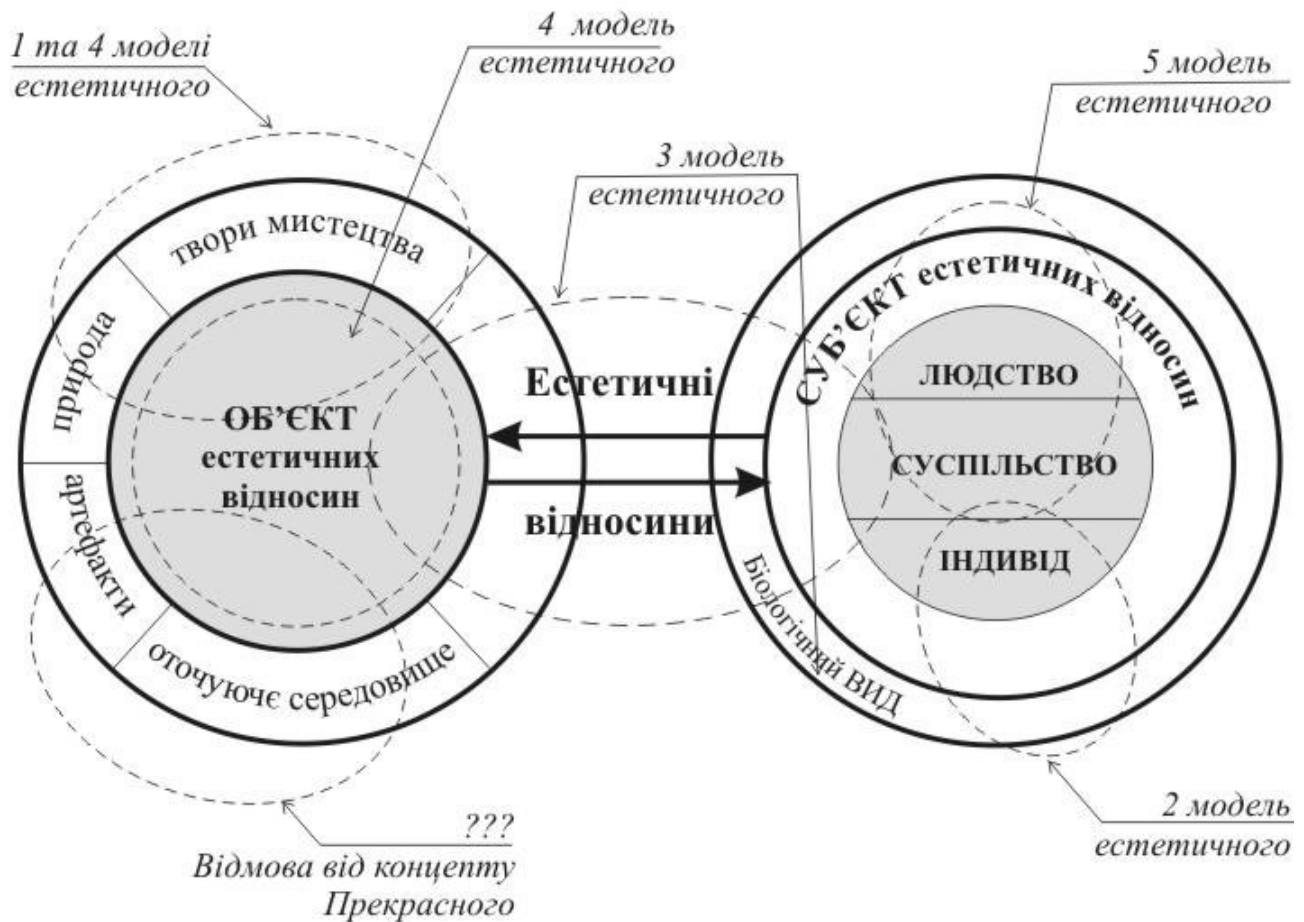 1 та 4 моделі
естетичного
4 модель
естетичного
3 модель
естетичного
5 модель
естетичного
твори мистецтва
природа
артефакти
оточуючє середовище
ОБ’ЄКТ
естетичних
відносин
Естетичні
відносини
СУБ’ЄКТ естетичних відносин
ЛЮДСТВО
СУСПІЛЬСТВО
ІНДИВІД
Біологічний ВИД
???
Відмова від концепту
Прекрасного
2 модель
естетичного